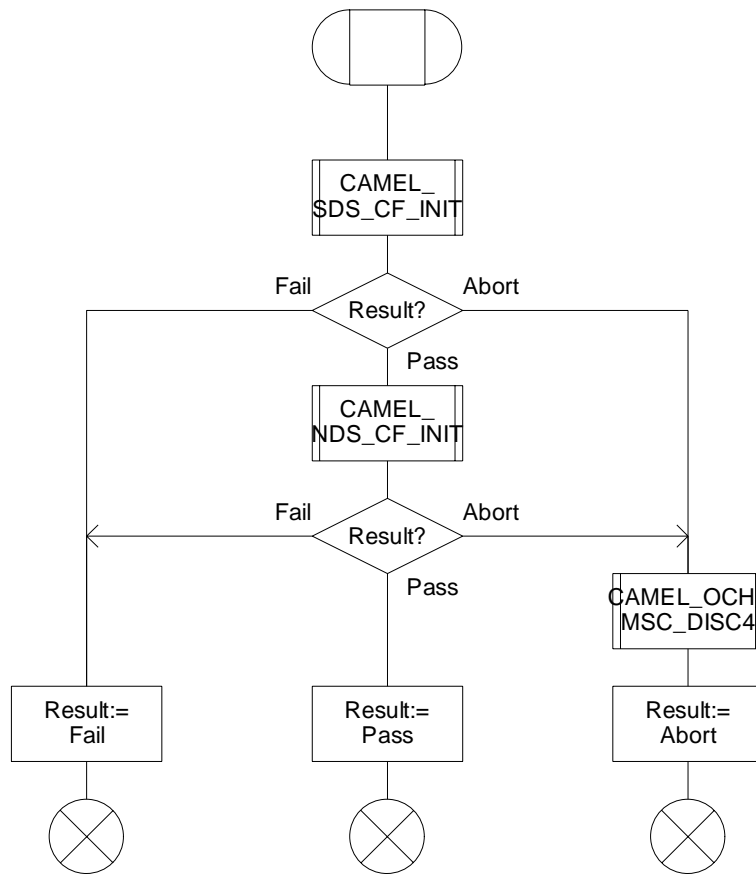 CAMEL_
SDS_CF_INIT
Fail
Abort
Result?
Pass
CAMEL_
NDS_CF_INIT
Fail
Abort
Result?
Pass
CAMEL_OCH
MSC_DISC4
Result:=
Fail
Result:=
Pass
Result:=
Abort